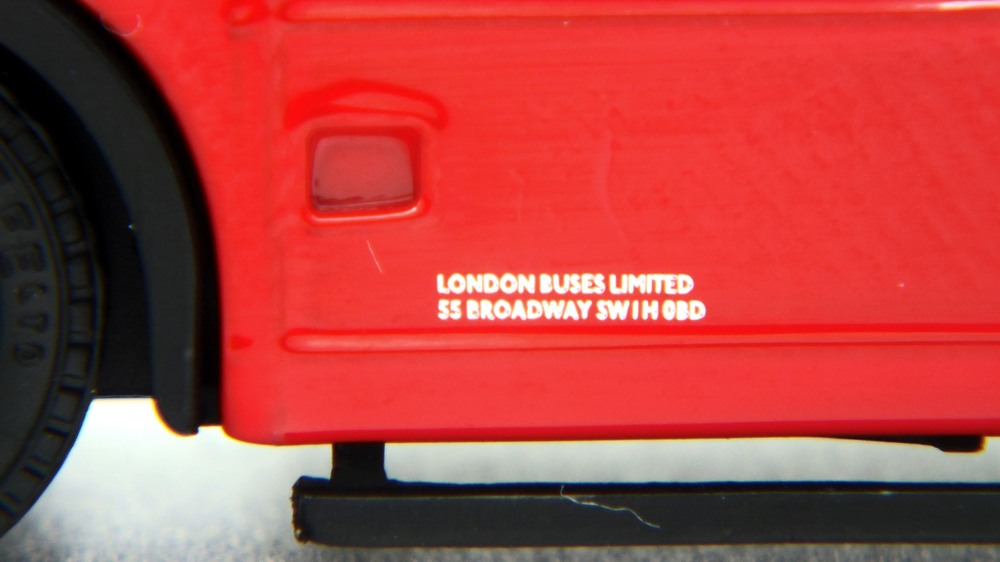 LONDON BUSES LIMITED
55 BROADWAY SW1H 0BD